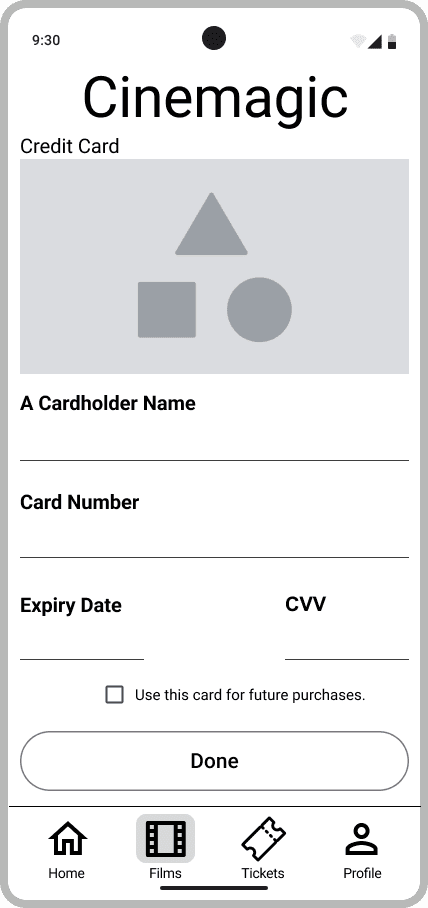 9:30
Cinemagic
Credit Card
A Cardholder Name
Card Number
Expiry Date CVV
Use this card for future purchases.
Done
Home Films Tickets Profile